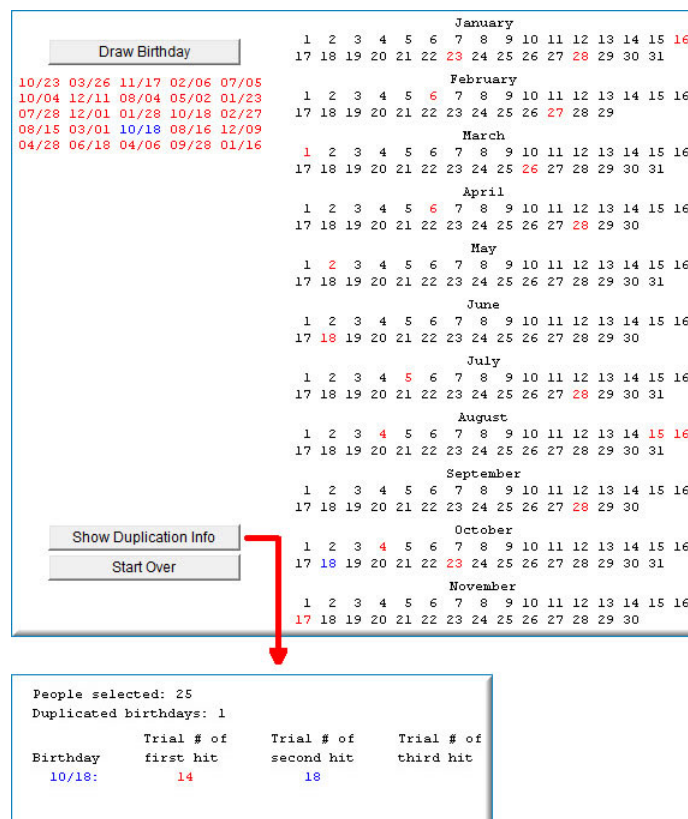 Draw Birthday
10/23 03/26 11/17 02/06 07/05
10/04 12/11 08/04 05/02 01/23
07/28 12/01 01/28 10/18 02/27
08/15 03/01 10/18 08/16 12/09
04/28 06/18 04/06 09/28 01/16
Show Duplication Info
Start Over
January
1 2 3 4 5 6 7 8 9 10 11 12 13 14 15 16
17 18 19 20 21 22 23 24 25 26 27 28 29 30 31
February
1 2 3 4 5 6 7 8 9 10 11 12 13 14 15 16
17 18 19 20 21 22 23 24 25 26 27 28 29
March
1 2 3 4 5 6 7 8 9 10 11 12 13 14 15 16
17 18 19 20 21 22 23 24 25 26 27 28 29 30 31
April
1 2 3 4 5 6 7 8 9 10 11 12 13 14 15 16
17 18 19 20 21 22 23 24 25 26 27 28 29 30
May
1 2 3 4 5 6 7 8 9 10 11 12 13 14 15 16
17 18 19 20 21 22 23 24 25 26 27 28 29 30 31
June
1 2 3 4 5 6 7 8 9 10 11 12 13 14 15 16
17 18 19 20 21 22 23 24 25 26 27 28 29 30
July
1 2 3 4 5 6 7 8 9 10 11 12 13 14 15 16
17 18 19 20 21 22 23 24 25 26 27 28 29 30 31
August
1 2 3 4 5 6 7 8 9 10 11 12 13 14 15 16
17 18 19 20 21 22 23 24 25 26 27 28 29 30 31
September
1 2 3 4 5 6 7 8 9 10 11 12 13 14 15 16
17 18 19 20 21 22 23 24 25 26 27 28 29 30
October
1 2 3 4 5 6 7 8 9 10 11 12 13 14 15 16
17 18 19 20 21 22 23 24 25 26 27 28 29 30 31
November
1 2 3 4 5 6 7 8 9 10 11 12 13 14 15 16
17 18 19 20 21 22 23 24 25 26 27 28 29 30
People selected: 25
Duplicated birthdays: 1
Trial # of Trial # of Trial # of
Birthday first hit second hit third hit
10/18: 14 18